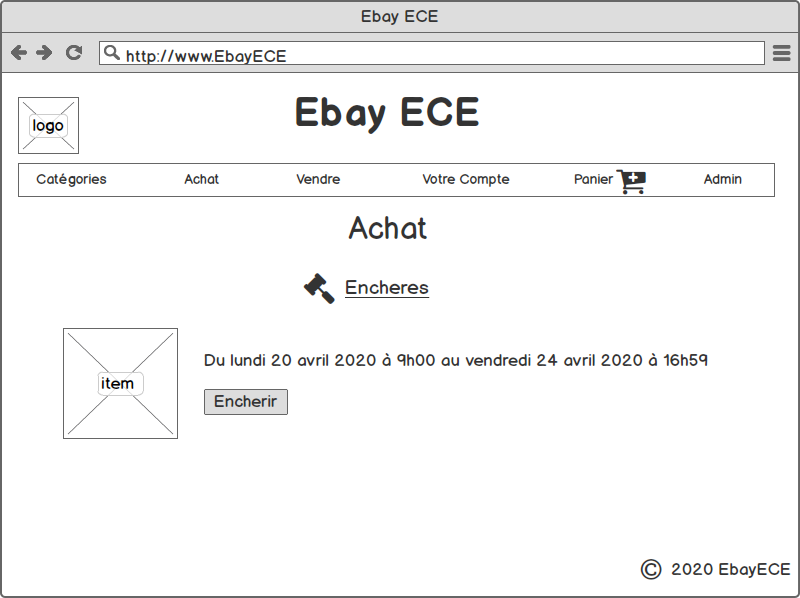 Ebay ECE
http://www.EbayECE
logo
Ebay ECE
Catégories Achat Vendre Votre Compte Panier Admin
Achat
Encheres
item
Du lundi 20 avril 2020 à 9h00 au vendredi 24 avril 2020 à 16h59
Encherir
© 2020 EbayECE